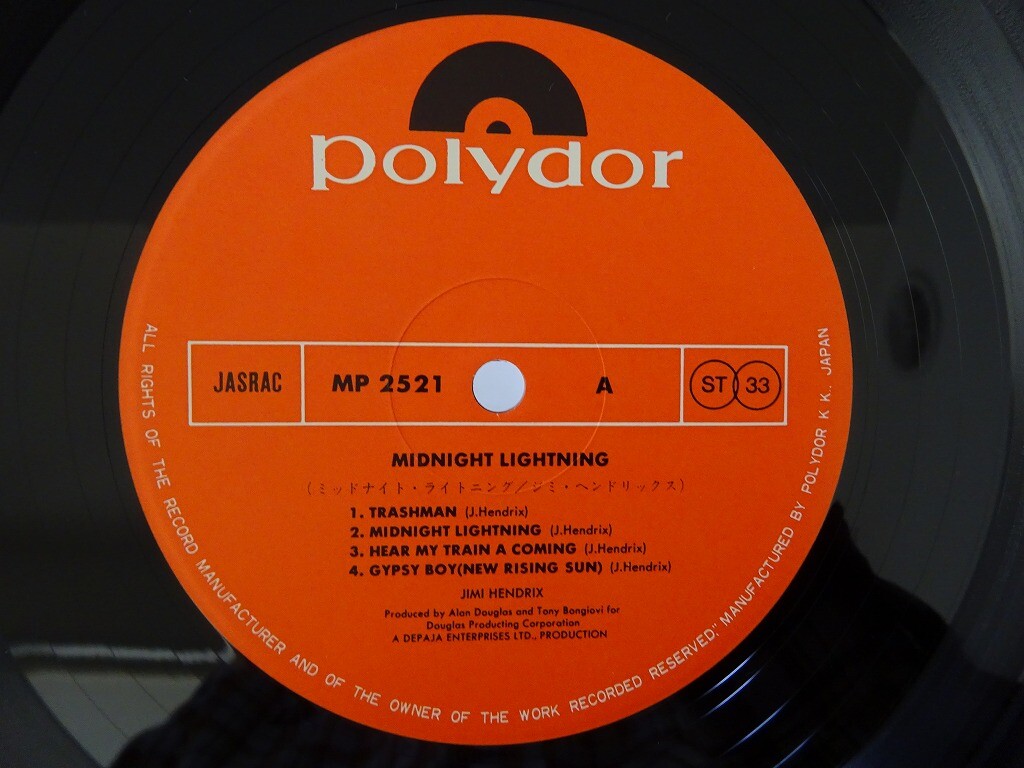 polydor
JASRAC MP 2521 A ST 33
MIDNIGHT LIGHTNING
(ミッドナイト・ライトニング/ジミ・ヘンドリックス)
1. TRASHMAN (J.Hendrix)
2. MIDNIGHT LIGHTNING (J.Hendrix)
3. HEAR MY TRAIN A COMING (J.Hendrix)
4. GYPSY BOY(NEW RISING SUN) (J.Hendrix)
JIMI HENDRIX
Produced by Alan Douglas and Tony Bongiovi for
Douglas Producting Corporation
A DEPAJA ENTERPRISES LTD., PRODUCTION
ALL RIGHTS OF THE RECORD MANUFACTURER AND OF THE OWNER OF THE WORK RECORDED RESERVED." MANUFACTURED BY POLYDOR K K. JAPAN